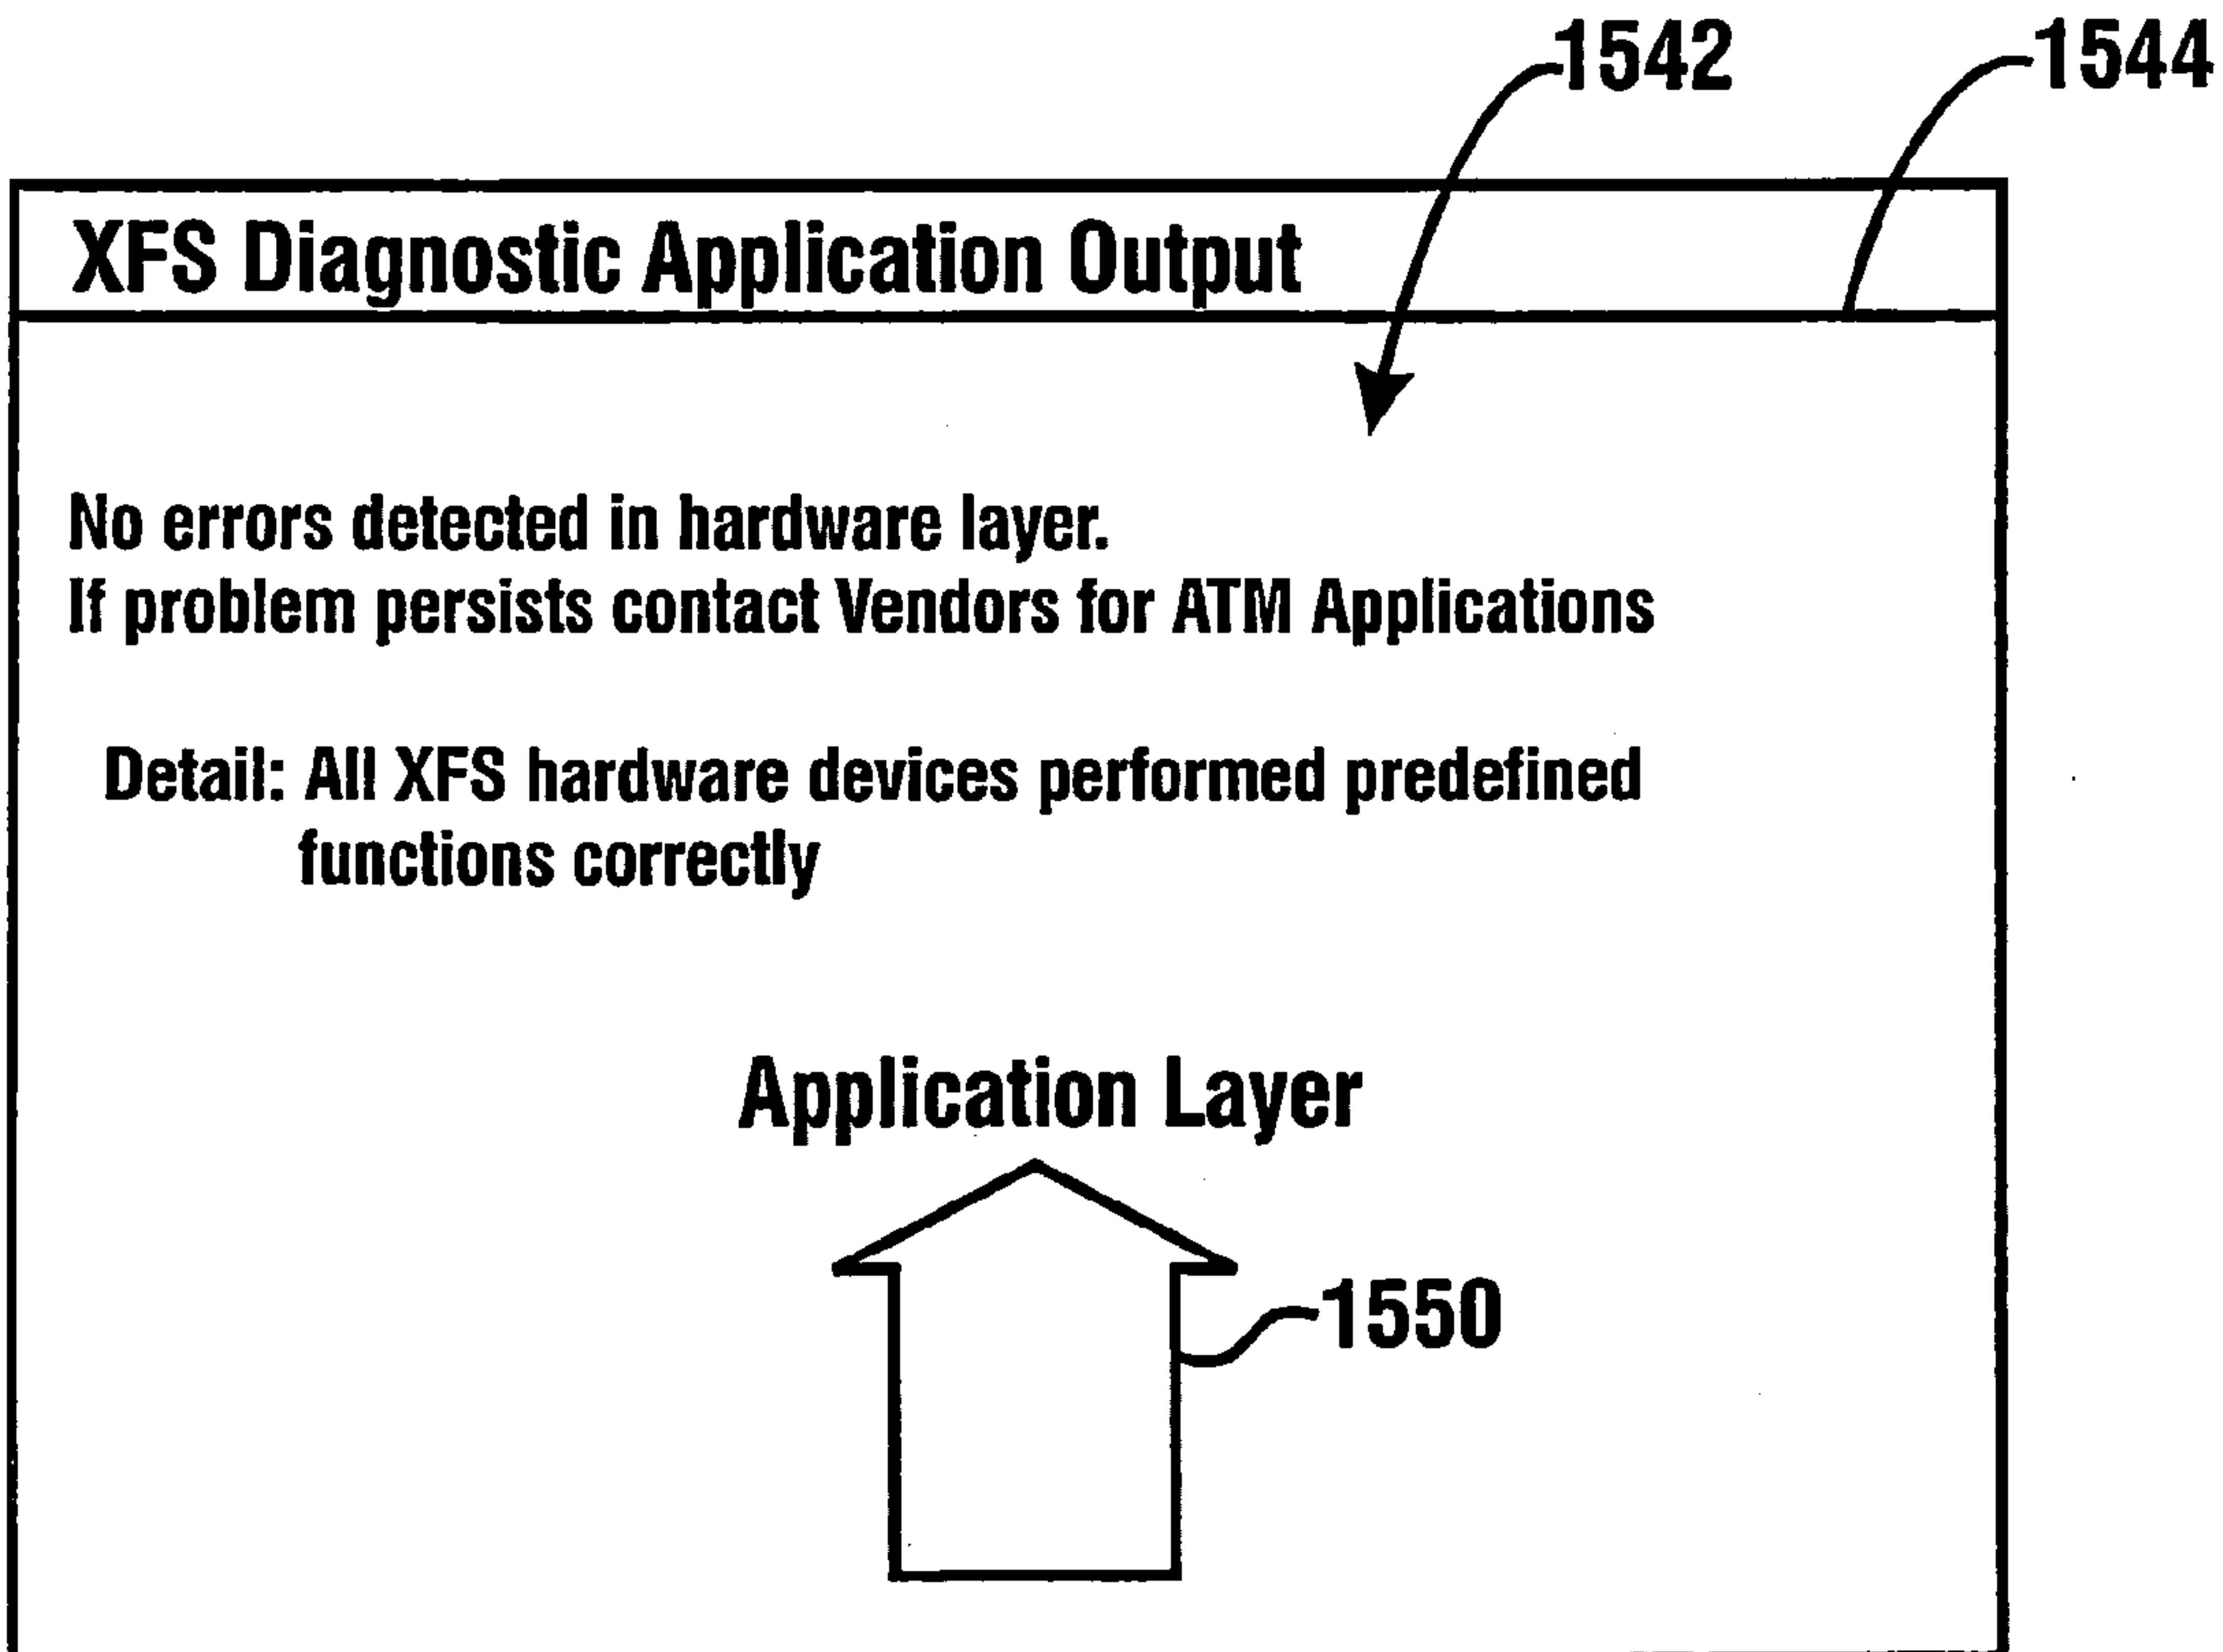 1542
1544
XFS Diagnostic Application Output
No errors detected in hardware layer.
If problem persists contact Vendors for ATM Applications
Detail: All XFS hardware devices performed predefined
functions correctly
Application Layer
1550